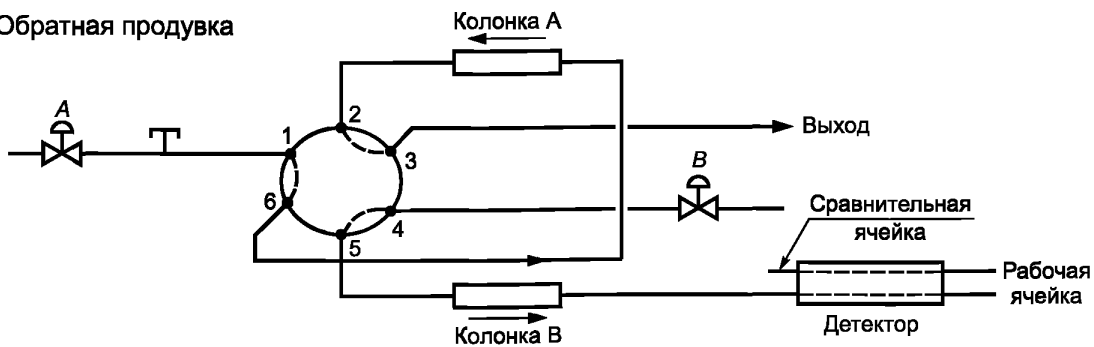 Обратная продувка
Колонка А
A
1
2
3
Выход
6
4
B
5
Сравнительная
ячейка
Рабочая
ячейка
Колонка В
Детектор